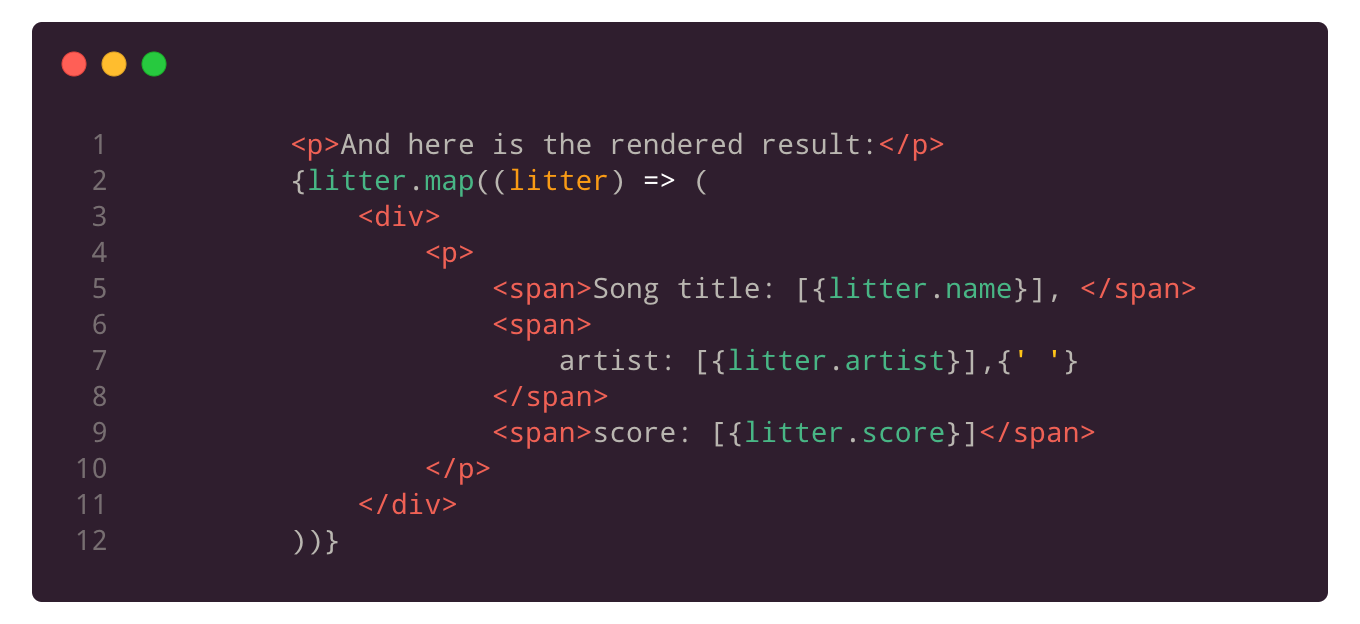 1 <p>And here is the rendered result:</p>
2 {litter.map((litter) => (
3 <div>
4 <p>
5 <span>Song title: [{litter.name}], </span>
6 <span>
7 artist: [{litter.artist}],{' '}
8 </span>
9 <span>score: [{litter.score}]</span>
10 </p>
11 </div>
12 ))}